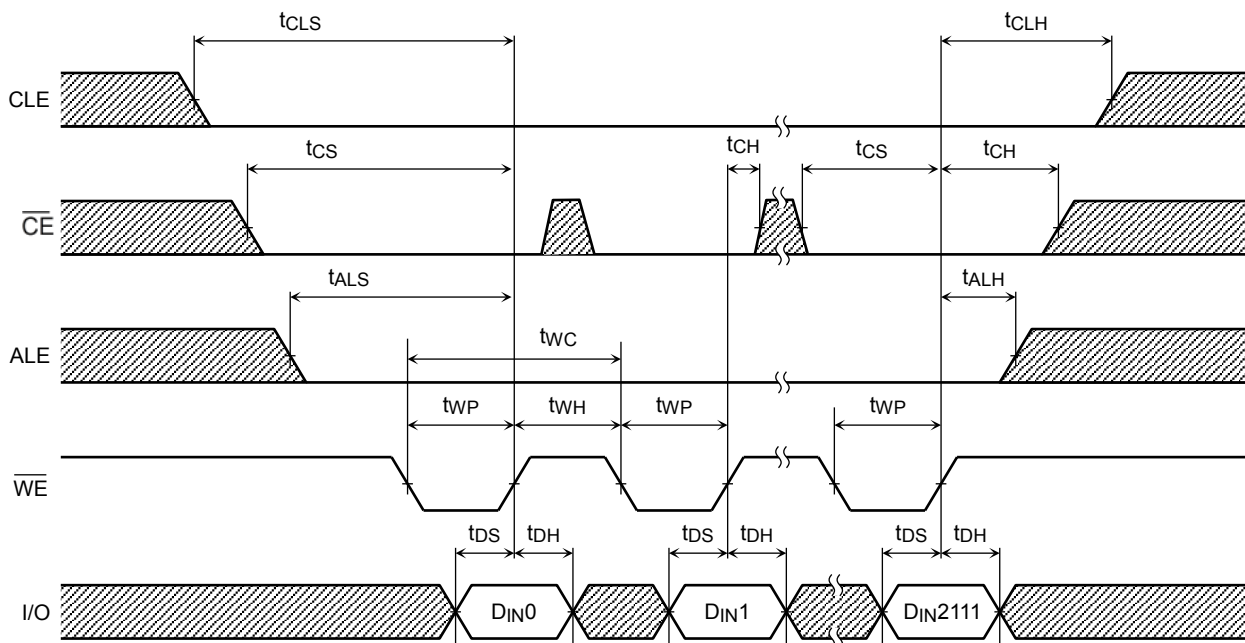 tCLS tCLH
CLE
tCS tCH tCS tCH
CE
tALS tALH
ALE
tWC
tWP tWH tWP tWP
WE
tDS tDH tDS tDH tDS tDH
I/O DIN0 DIN1 DIN2111